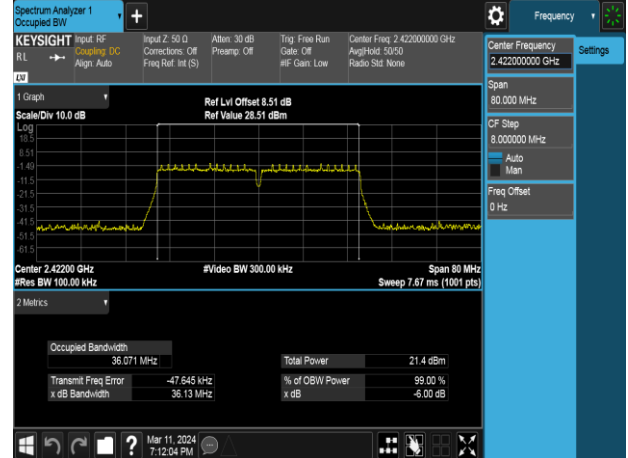 Spectrum Analyzer 1
Occupied BW
Frequency
KEYSIGHT
RL
LXI
Input: RF
Coupling: DC
Align: Auto
Input Z: 50 Ω
Corrections: Off
Freq Ref: Int (S)
Atten: 30 dB
Preamp: Off
Trig: Free Run
Gate: Off
#IF Gain: Low
Center Freq: 2.422000000 GHz
Avg|Hold: 50/50
Radio Std: None
Center Frequency
2.422000000 GHz
Settings
Span
80.000 MHz
CF Step
8.000000 MHz
Auto
Man
Freq Offset
0 Hz
1 Graph
Scale/Div 10.0 dB
Ref Lvl Offset 8.51 dB
Ref Value 28.51 dBm
Log
18.5
8.51
-1.49
-11.5
-21.5
-31.5
-41.5
-51.5
-61.5
Center 2.42200 GHz
#Res BW 100.00 kHz
#Video BW 300.00 kHz
Span 80 MHz
Sweep 7.67 ms (1001 pts)
2 Metrics
Occupied Bandwidth
36.071 MHz
Total Power 21.4 dBm
Transmit Freq Error -47.645 kHz
% of OBW Power 99.00 %
x dB Bandwidth 36.13 MHz
x dB -6.00 dB
?
Mar 11, 2024
7:12:04 PM